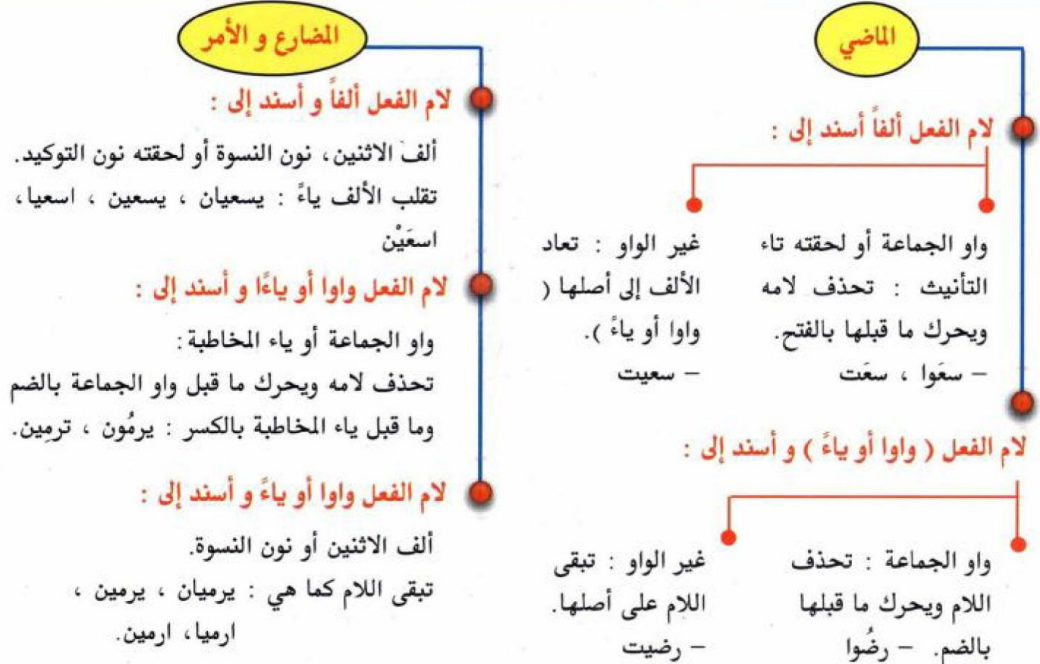 الماضي
لام الفعل ألفاً أسند إلى :
واو الجماعة أو لحقته تاء
التأنيث : تحذف لامه
ويحرك ما قبلها بالفتح.
– سعَوا ، سعَت
غير الواو : تعاد
الألف إلى أصلها (
واوا أو ياءً ).
– سعيت
لام الفعل ( واوا أو ياءً ) و أسند إلى :
واو الجماعة : تحذف
اللام ويحرك ما قبلها
بالضم. – رضُوا
غير الواو : تبقى
اللام على أصلها.
– رضيت
المضارع و الأمر
لام الفعل ألفاً و أسند إلى :
ألف الاثنين، نون النسوة أو لحقته نون التوكيد.
تقلب الألف ياءً : يسعيان ، يسعين ، اسعيا،
اسعَيْن
لام الفعل واوا أو ياءًا و أسند إلى :
واو الجماعة أو ياء المخاطبة :
تحذف لامه ويحرك ما قبل واو الجماعة بالضم
وما قبل ياء المخاطبة بالكسر : يرمُون ، ترمِين.
لام الفعل واوا أو ياءً و أسند إلى :
ألف الاثنين أو نون النسوة.
تبقى اللام كما هي : يرميان ، يرمين ،
ارميا، ارمين.